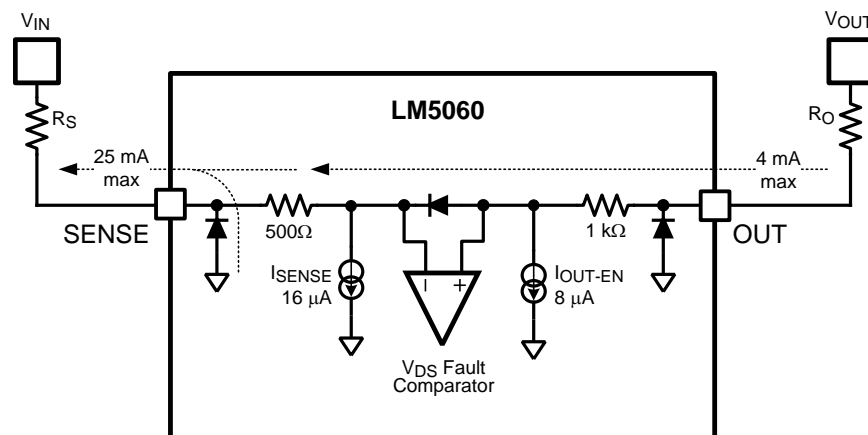 VIN
VOUT
LM5060
RS
RO
25 mA
max
4 mA
max
SENSE
500Ω
ISENSE
16 μA
–
+
IOUT-EN
8 μA
1 kΩ
OUT
VDS Fault
Comparator